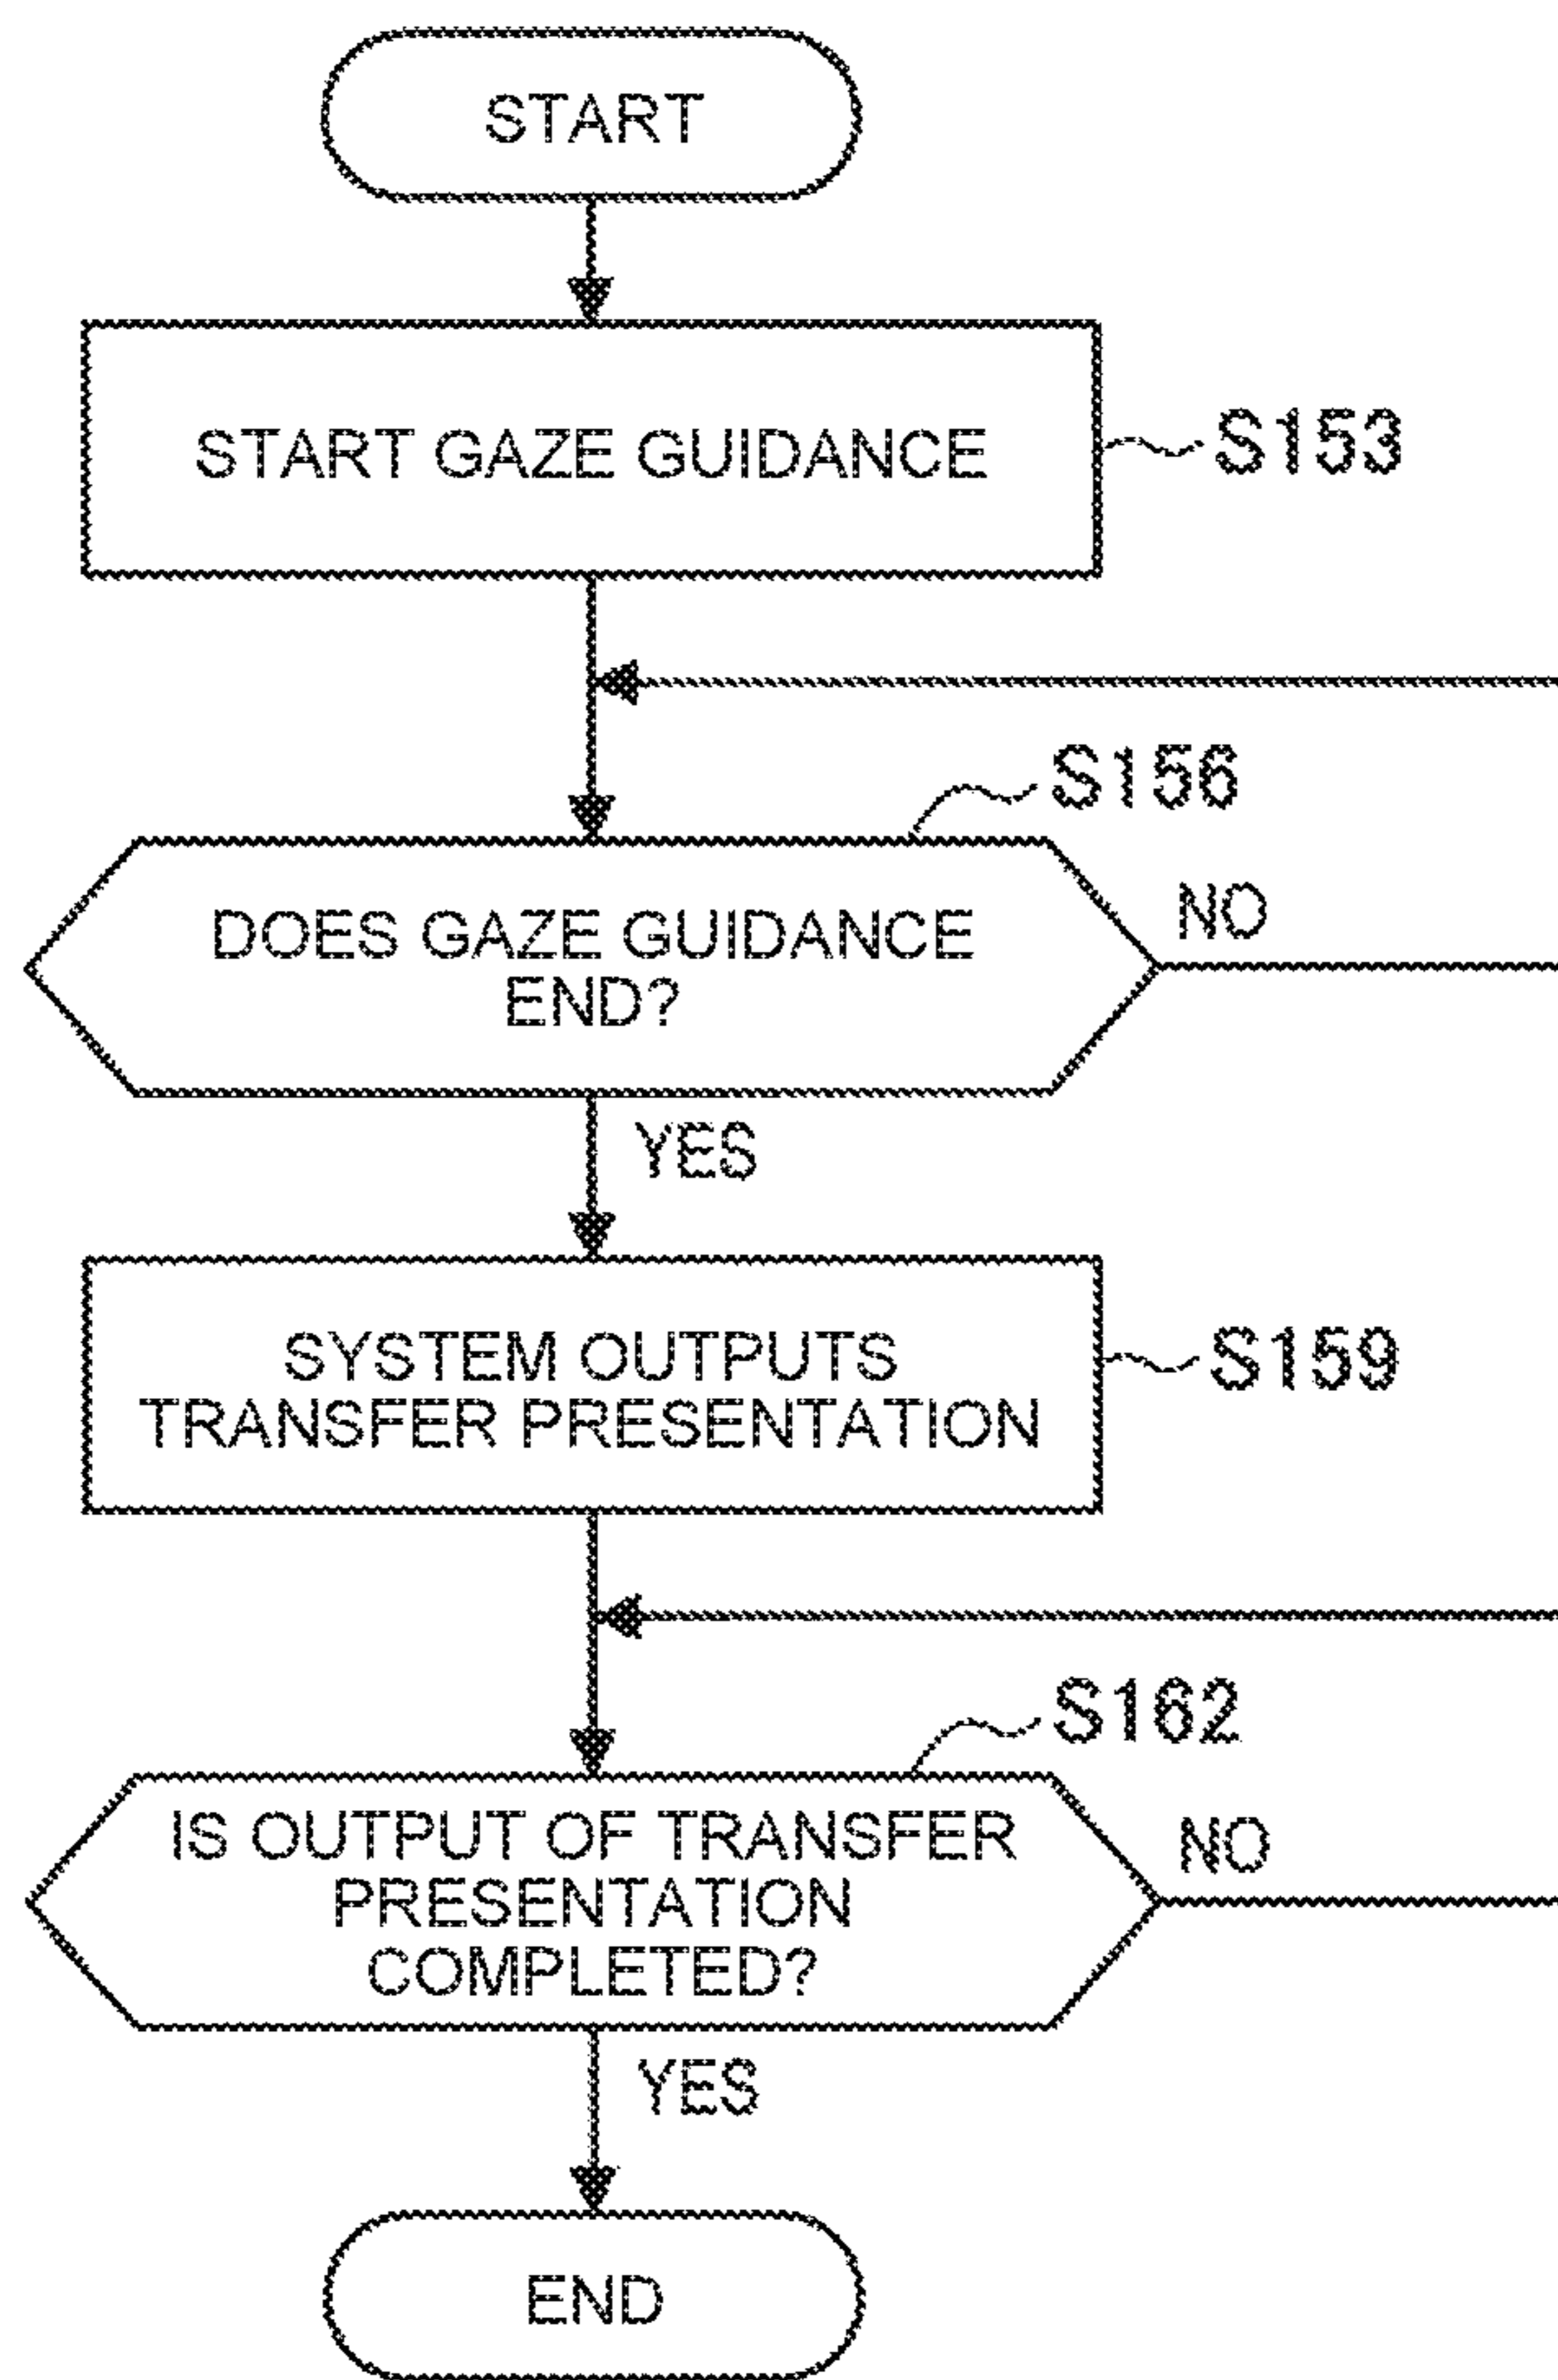 START
START GAZE GUIDANCE
S153
S156
DOES GAZE GUIDANCE
END?
NO
YES
SYSTEM OUTPUTS
TRANSFER PRESENTATION
S159
S162
IS OUTPUT OF TRANSFER
PRESENTATION
COMPLETED?
NO
YES
END